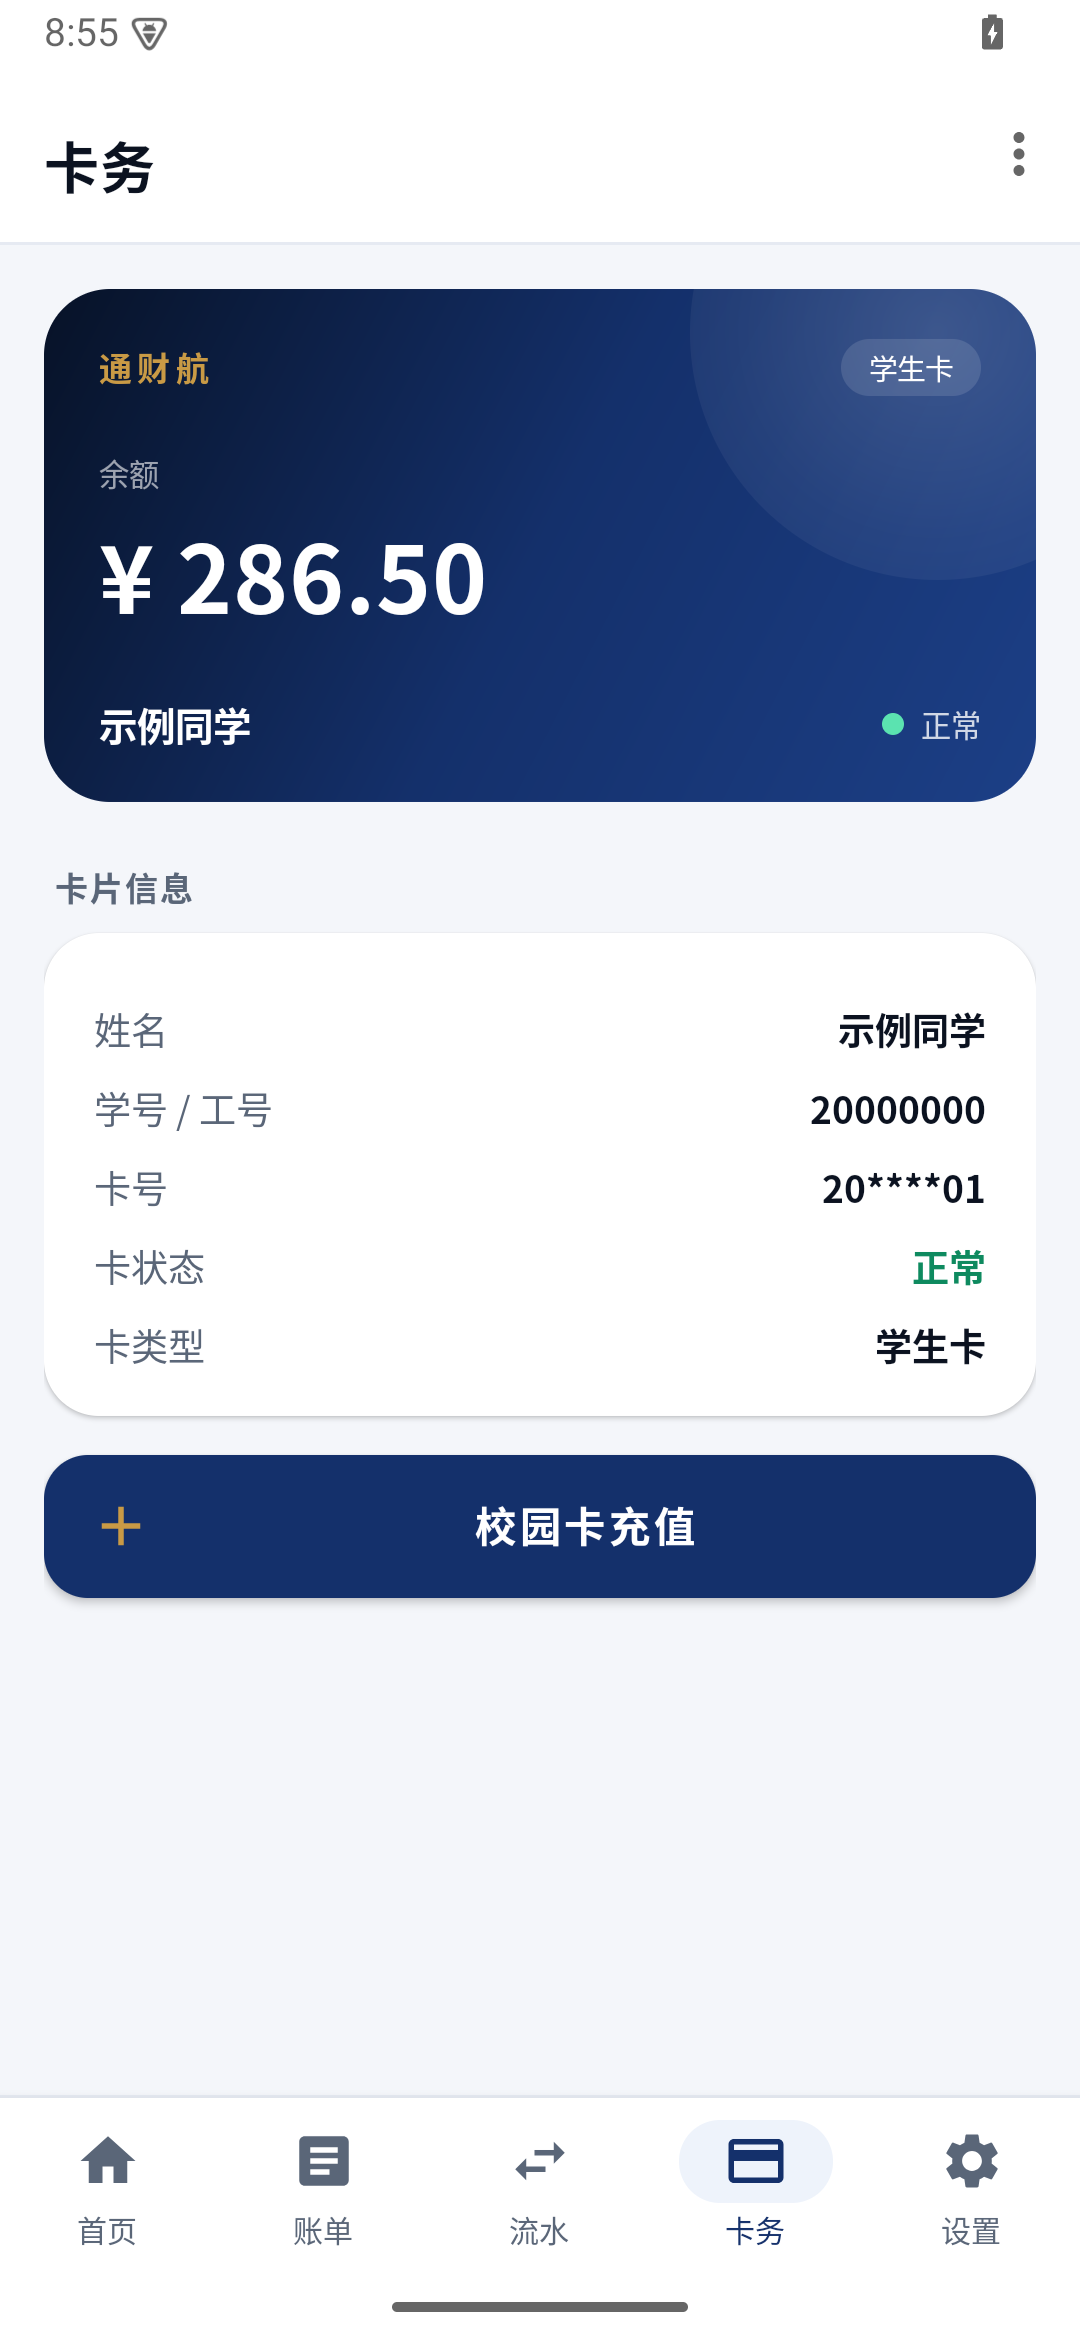 8:55
卡务
通财航
学生卡
余额
¥ 286.50
示例同学
正常
卡片信息
姓名 示例同学
学号 / 工号 20000000
卡号 20****01
卡状态 正常
卡类型 学生卡
校园卡充值
首页 账单 流水 卡务 设置